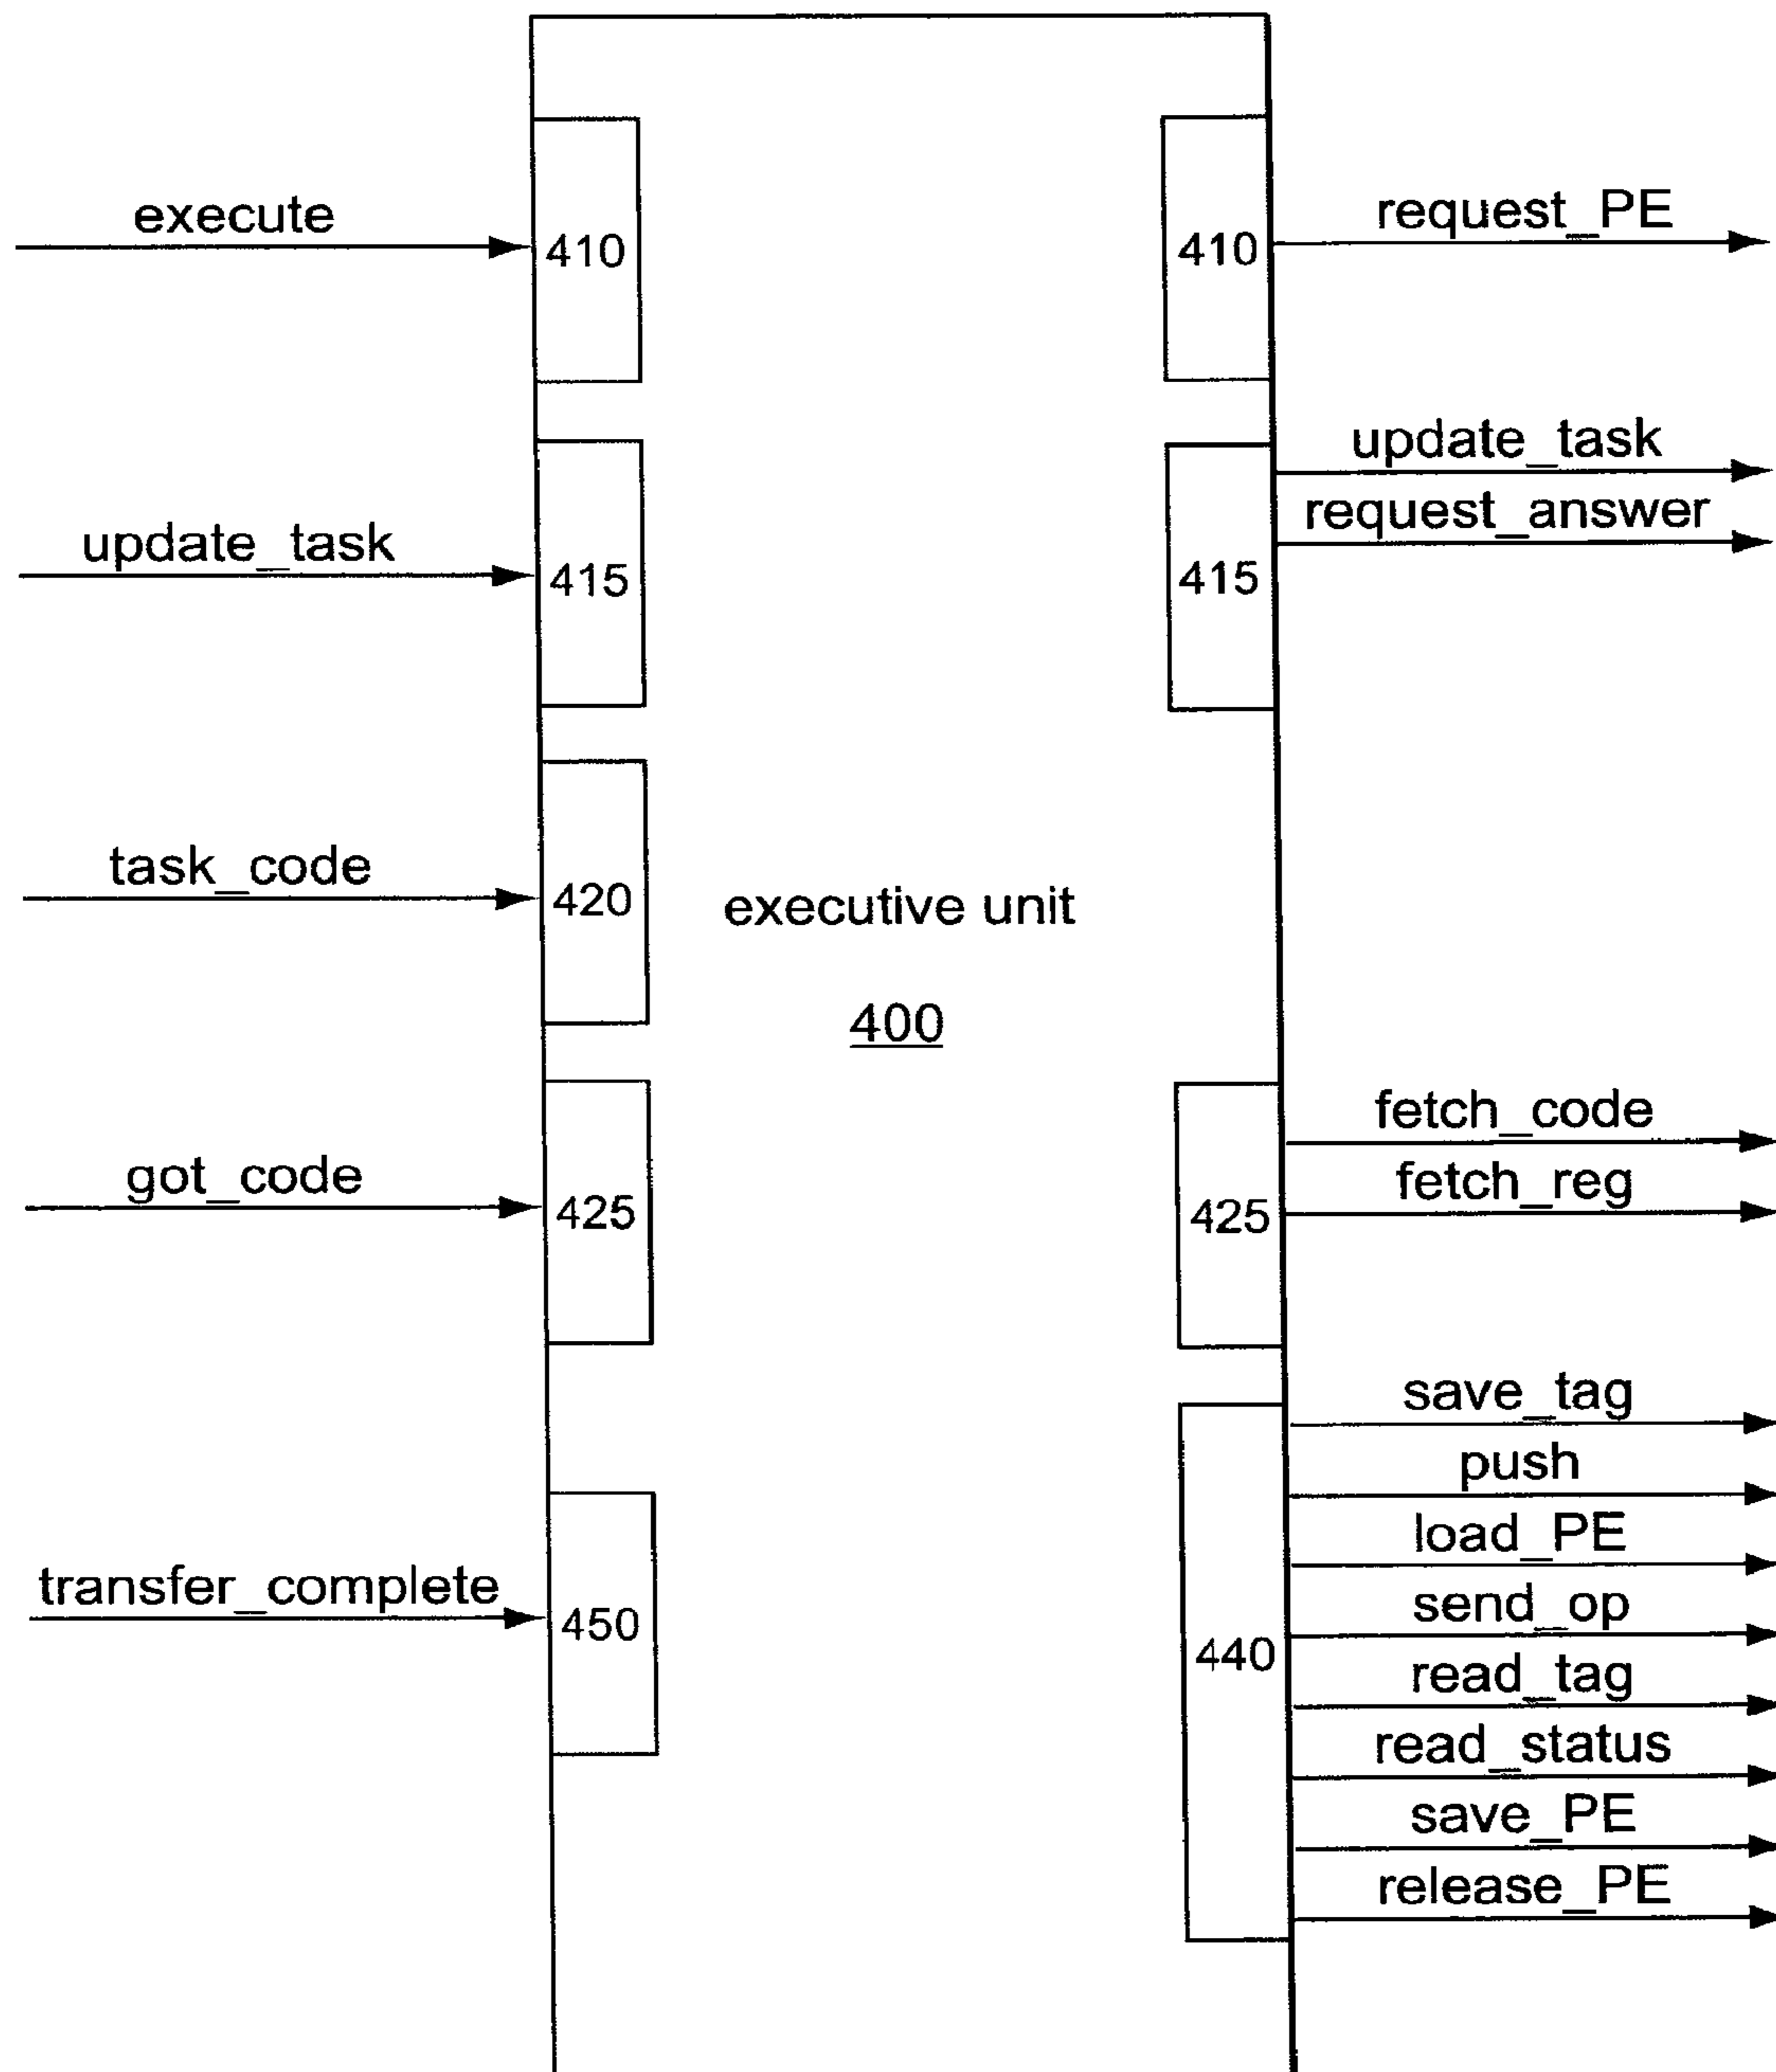 execute
410
410
request_PE
update_task
request_answer
update_task
415
415
task_code
420
executive unit
400
fetch_code
fetch_reg
got_code
425
425
save_tag
push
load_PE
send_op
read_tag
read_status
save_PE
release_PE
transfer_complete
450
440